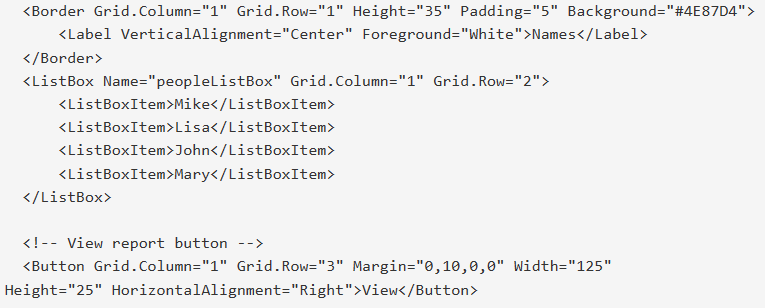 <Border Grid.Column="1" Grid.Row="1" Height="35" Padding="5" Background="#4E87D4">
<Label VerticalAlignment="Center" Foreground="White">Names</Label>
</Border>
<ListBox Name="peopleListBox" Grid.Column="1" Grid.Row="2">
<ListBoxItem>Mike</ListBoxItem>
<ListBoxItem>Lisa</ListBoxItem>
<ListBoxItem>John</ListBoxItem>
<ListBoxItem>Mary</ListBoxItem>
</ListBox>
<!-- View report button -->
<Button Grid.Column="1" Grid.Row="3" Margin="0,10,0,0" Width="125"
Height="25" HorizontalAlignment="Right">View</Button>